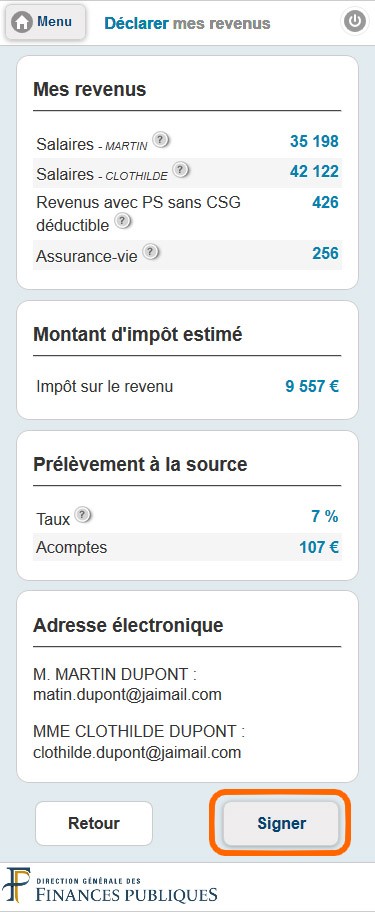 Menu Déclarer mes revenus
Mes revenus
Salaires - MARTIN ? 35 198
Salaires - CLOTHILDE ? 42 122
Revenus avec PS sans CSG 426
déductible ?
Assurance-vie ? 256
Montant d'impôt estimé
Impôt sur le revenu 9 557 €
Prélèvement à la source
Taux ? 7 %
Acomptes 107 €
Adresse électronique
M. MARTIN DUPONT :
matin.dupont@jaimail.com
MME CLOTHILDE DUPONT :
clothilde.dupont@jaimail.com
Retour Signer
FP DIRECTION GÉNÉRALE DES
FINANCES PUBLIQUES